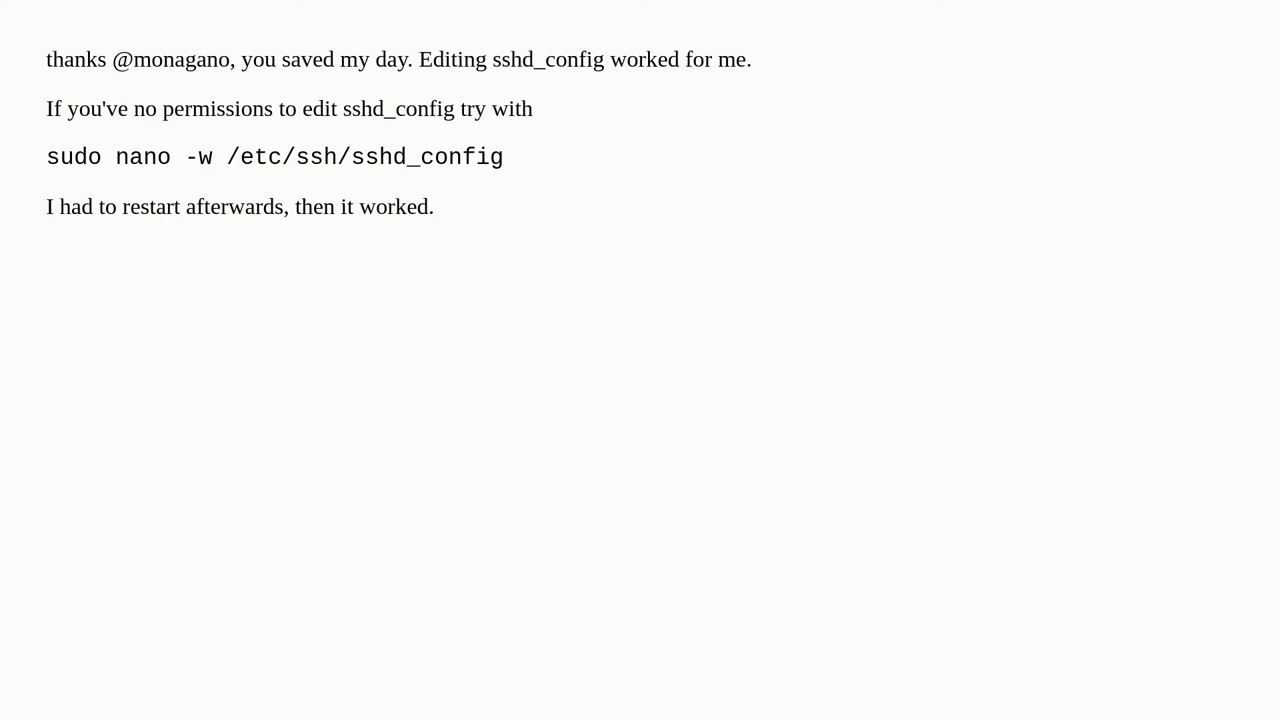 thanks @monagano, you saved my day. Editing sshd_config worked for me.
If you've no permissions to edit sshd_config try with
sudo nano -w /etc/ssh/sshd_config
I had to restart afterwards, then it worked.